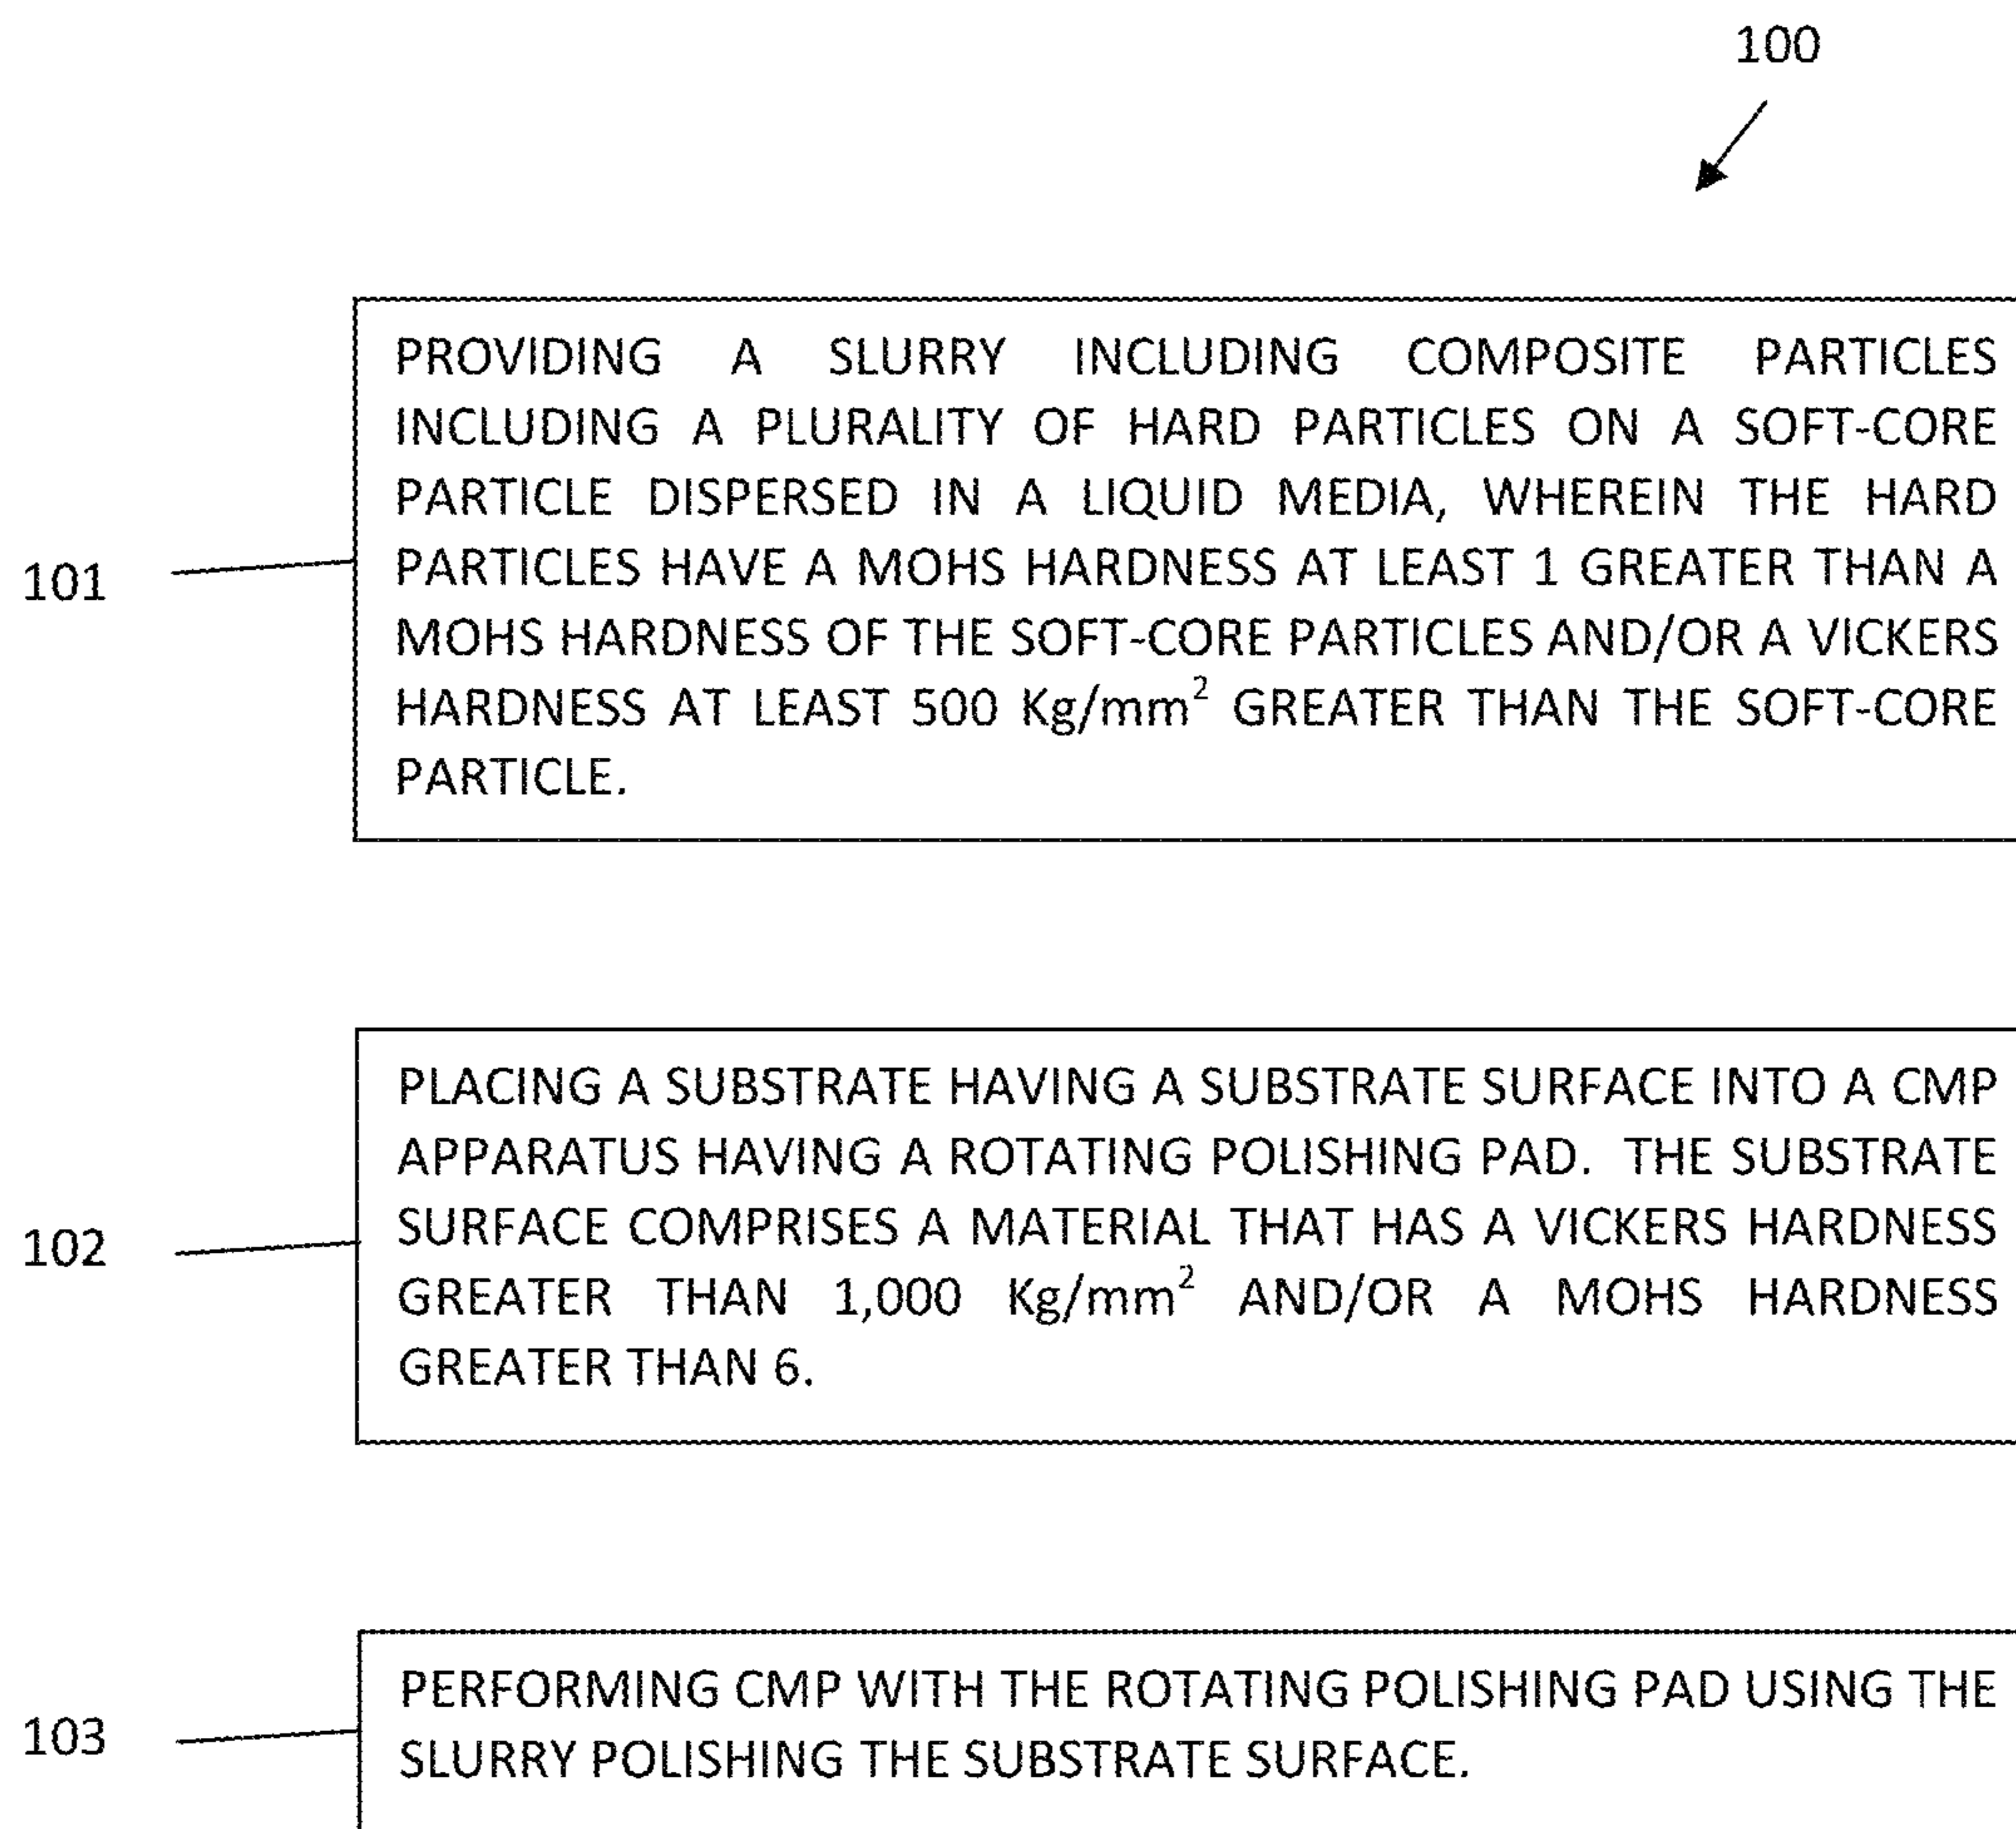 100
PROVIDING A SLURRY INCLUDING COMPOSITE PARTICLES
INCLUDING A PLURALITY OF HARD PARTICLES ON A SOFT-CORE
PARTICLE DISPERSED IN A LIQUID MEDIA, WHEREIN THE HARD
PARTICLES HAVE A MOHS HARDNESS AT LEAST 1 GREATER THAN A
101
MOHS HARDNESS OF THE SOFT-CORE PARTICLES AND/OR A VICKERS
HARDNESS AT LEAST 500 Kg/mm² GREATER THAN THE SOFT-CORE
PARTICLE.
PLACING A SUBSTRATE HAVING A SUBSTRATE SURFACE INTO A CMP
APPARATUS HAVING A ROTATING POLISHING PAD. THE SUBSTRATE
SURFACE COMPRISES A MATERIAL THAT HAS A VICKERS HARDNESS
102
GREATER THAN 1,000 Kg/mm² AND/OR A MOHS HARDNESS
GREATER THAN 6.
PERFORMING CMP WITH THE ROTATING POLISHING PAD USING THE
103
SLURRY POLISHING THE SUBSTRATE SURFACE.